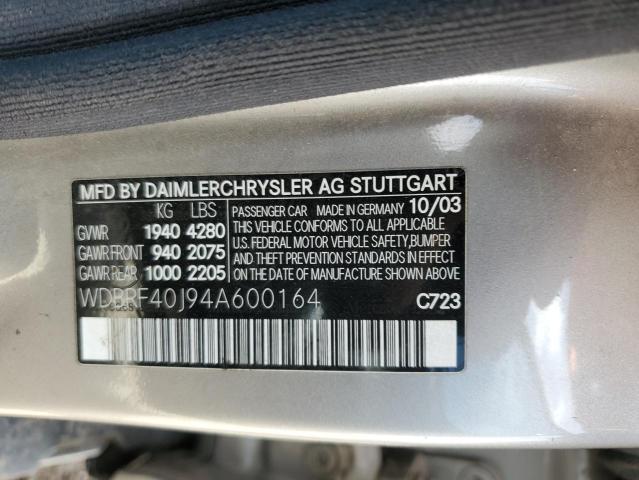 MFD BY DAIMLERCHRYSLER AG STUTTGART
KG LBS
GVWR 1940 4280
GAWR FRONT 940 2075
GAWR REAR 1000 2205
PASSENGER CAR MADE IN GERMANY 10/03
THIS VEHICLE CONFORMS TO ALL APPLICABLE
U.S. FEDERAL MOTOR VEHICLE SAFETY,BUMPER
AND THEFT PREVENTION STANDARDS IN EFFECT
ON THE DATE OF MANUFACTURE SHOWN ABOVE.
WDBRF40J94A600164
C723